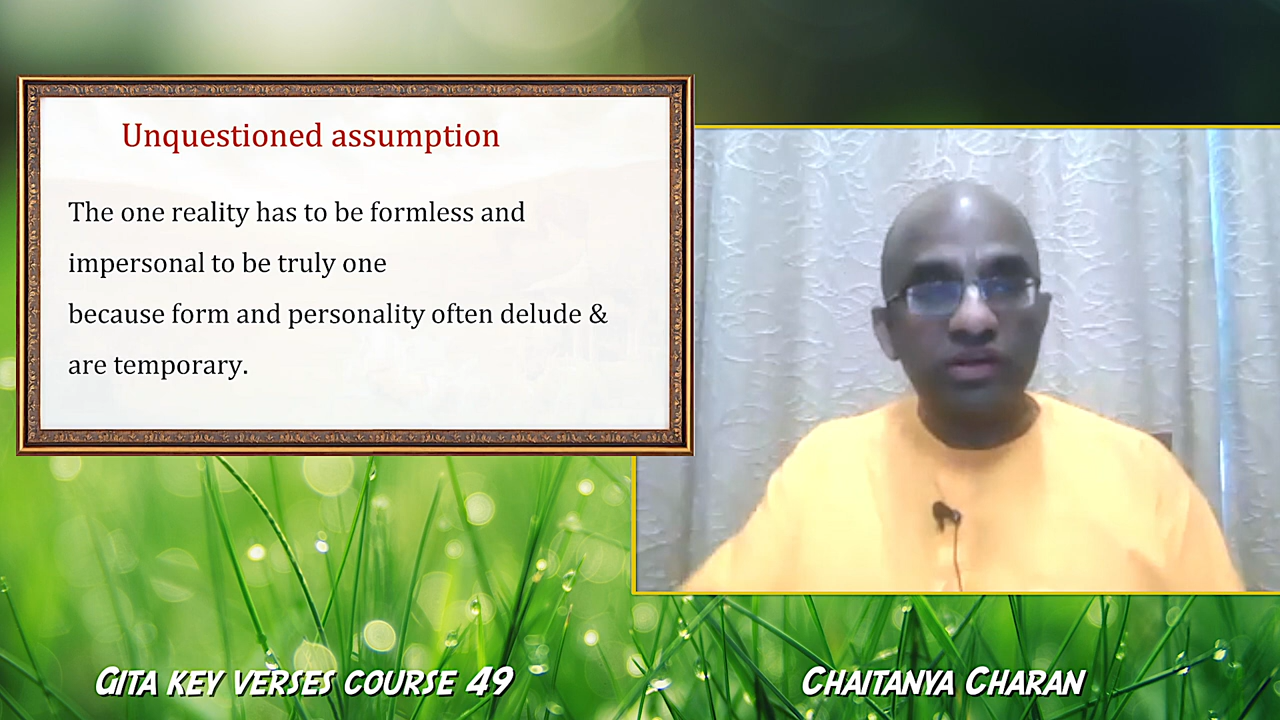 Unquestioned assumption
The one reality has to be formless and
impersonal to be truly one
because form and personality often delude &
are temporary.
GITA KEY VERSES COURSE 49
CHAITANYA CHARAN